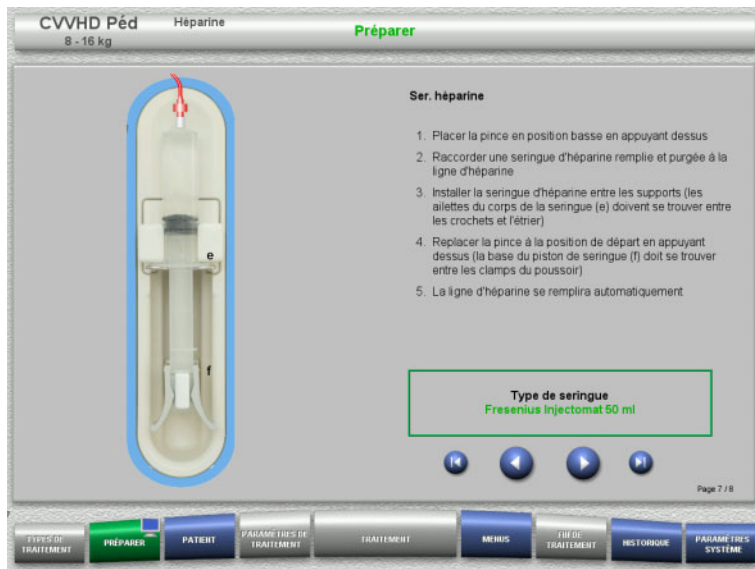 CVVHD Péd
Héparine
8 - 16 kg
Préparer
Ser. héparine
1. Placer la pince en position basse en appuyant dessus
2. Raccorder une seringue d'héparine remplie et purgée à la
ligne d'héparine
3. Installer la seringue d'héparine entre les supports (les
ailettes du corps de la seringue (e) doivent se trouver entre
les crochets et l'étrier)
4. Replacer la pince à la position de départ en appuyant
dessus (la base du piston de seringue (f) doit se trouver
entre les clamps du poussoir)
5. La ligne d'héparine se remplira automatiquement
e
f
Type de seringue
Fresenius Injectomat 50 ml
Page 7 / 8
TYPES DE
TRAITEMENT
PRÉPARER
PATIENT
PARAMÈTRES DE
TRAITEMENT
TRAITEMENT
MENUS
FIN DE
TRAITEMENT
HISTORIQUE
PARAMÈTRES
SYSTÈME